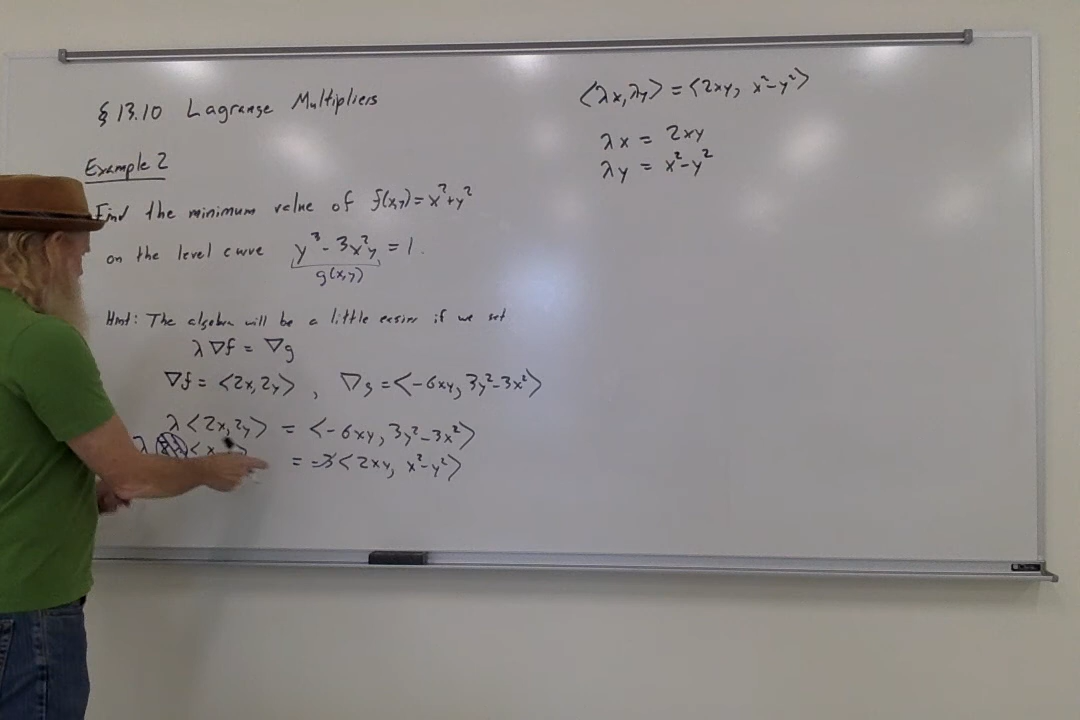 § 13.10 Lagrange Multipliers
Example 2
Find the minimum value of f(x,y) = x² + y²
on the level curve y³ - 3x²y = 1.
g(x,y)
Hint: The algebra will be a little easier if we set
λ∇f = ∇g
∇f = <2x, 2y> , ∇g = <-6xy, 3y² - 3x²>
λ<2x, 2y> = <-6xy, 3y² - 3x²>
λ <x = -3<2xy, x² - y²>
<λx, λy> = <2xy, x² - y²>
λx = 2xy
λy = x² - y²